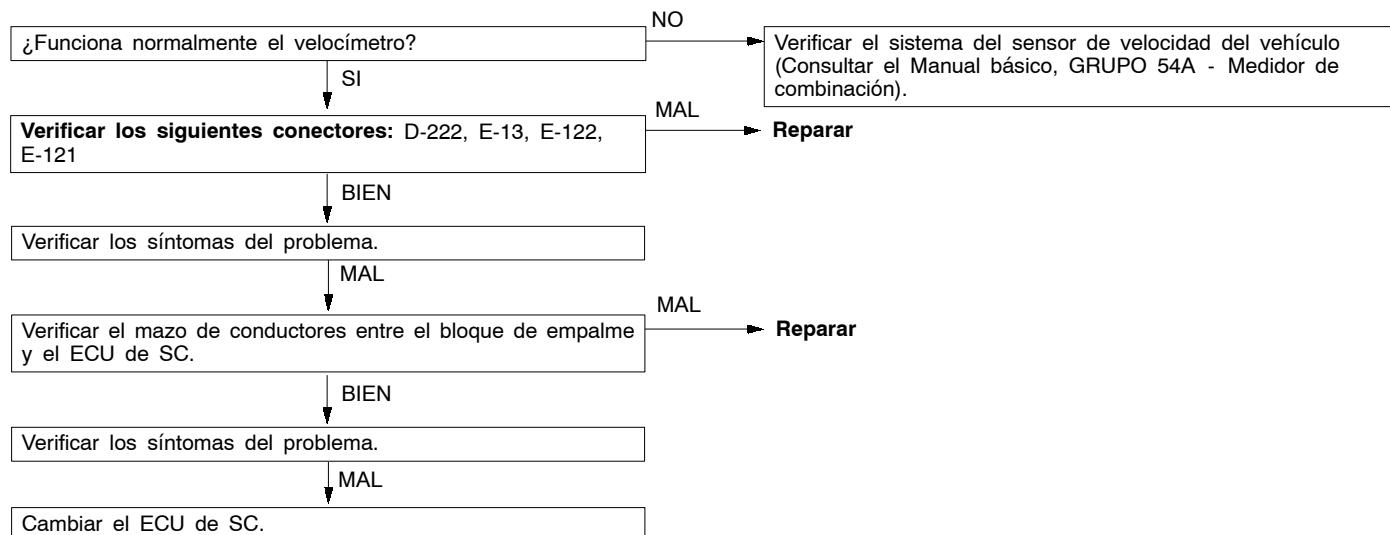 NO
¿Funciona normalmente el velocímetro?
Verificar el sistema del sensor de velocidad del vehículo
(Consultar el Manual básico, GRUPO 54A - Medidor de
combinación).
SI
MAL
Verificar los siguientes conectores: D-222, E-13, E-122,
E-121
Reparar
BIEN
Verificar los síntomas del problema.
MAL
MAL
Verificar el mazo de conductores entre el bloque de empalme
y el ECU de SC.
Reparar
BIEN
Verificar los síntomas del problema.
MAL
Cambiar el ECU de SC.